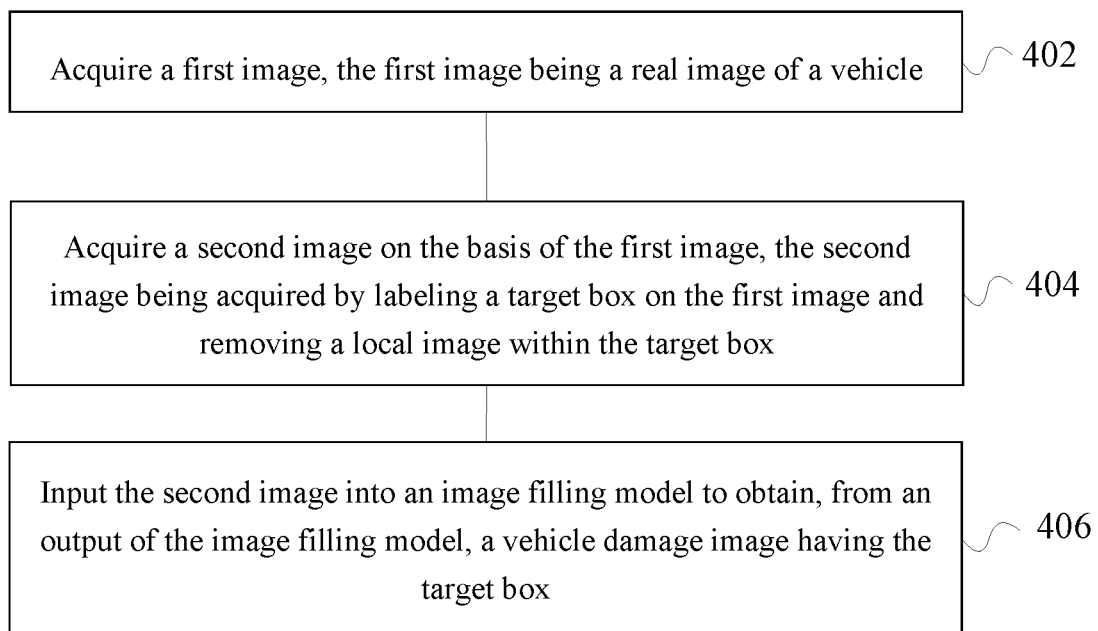 Acquire a first image, the first image being a real image of a vehicle
402
Acquire a second image on the basis of the first image, the second
image being acquired by labeling a target box on the first image and
removing a local image within the target box
404
Input the second image into an image filling model to obtain, from an
output of the image filling model, a vehicle damage image having the
target box
406